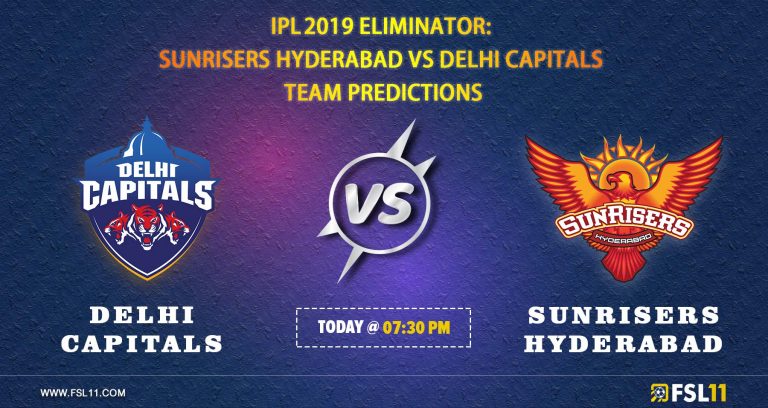 IPL 2019 ELIMINATOR:
SUNRISERS HYDERABAD VS DELHI CAPITALS
TEAM PREDICTIONS
DELHI
CAPITALS
VS
SUNRISERS
HYDERABAD
DELHI
CAPITALS
TODAY @ 07:30 PM
SUNRISERS
HYDERABAD
WWW.FSL11.COM
FSL11